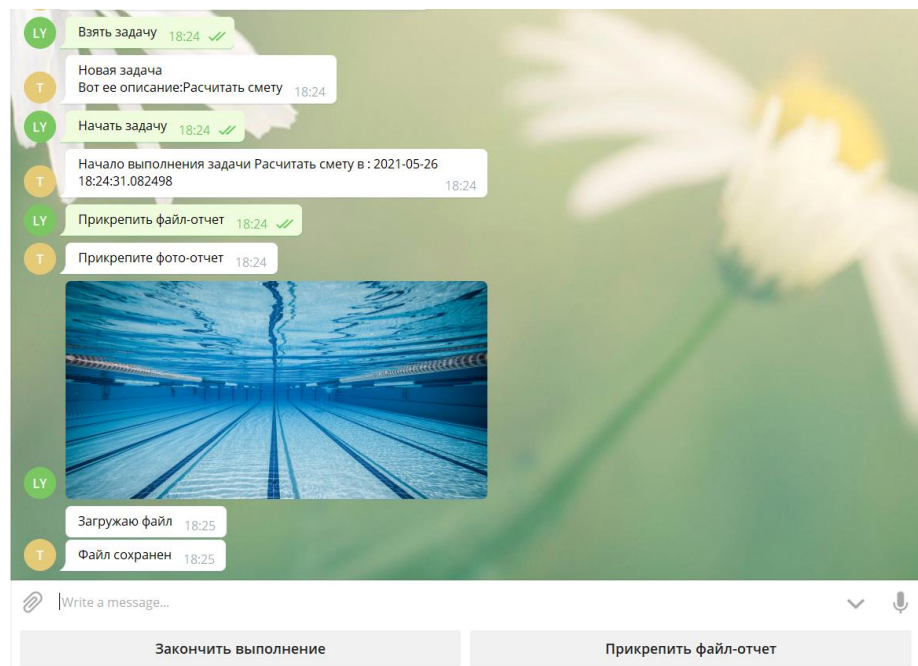 LY
Взять задачу 18:24
Новая задача
Вот ее описание:Расчитать смету 18:24
T
LY
Начать задачу 18:24
Начало выполнения задачи Расчитать смету в : 2021-05-26
18:24:31.082498 18:24
T
LY
Прикрепить файл-отчет 18:24
T
Прикрепите фото-отчет 18:24
LY
Загружаю файл 18:25
T
Файл сохранен 18:25
Write a message...
Закончить выполнение
Прикрепить файл-отчет